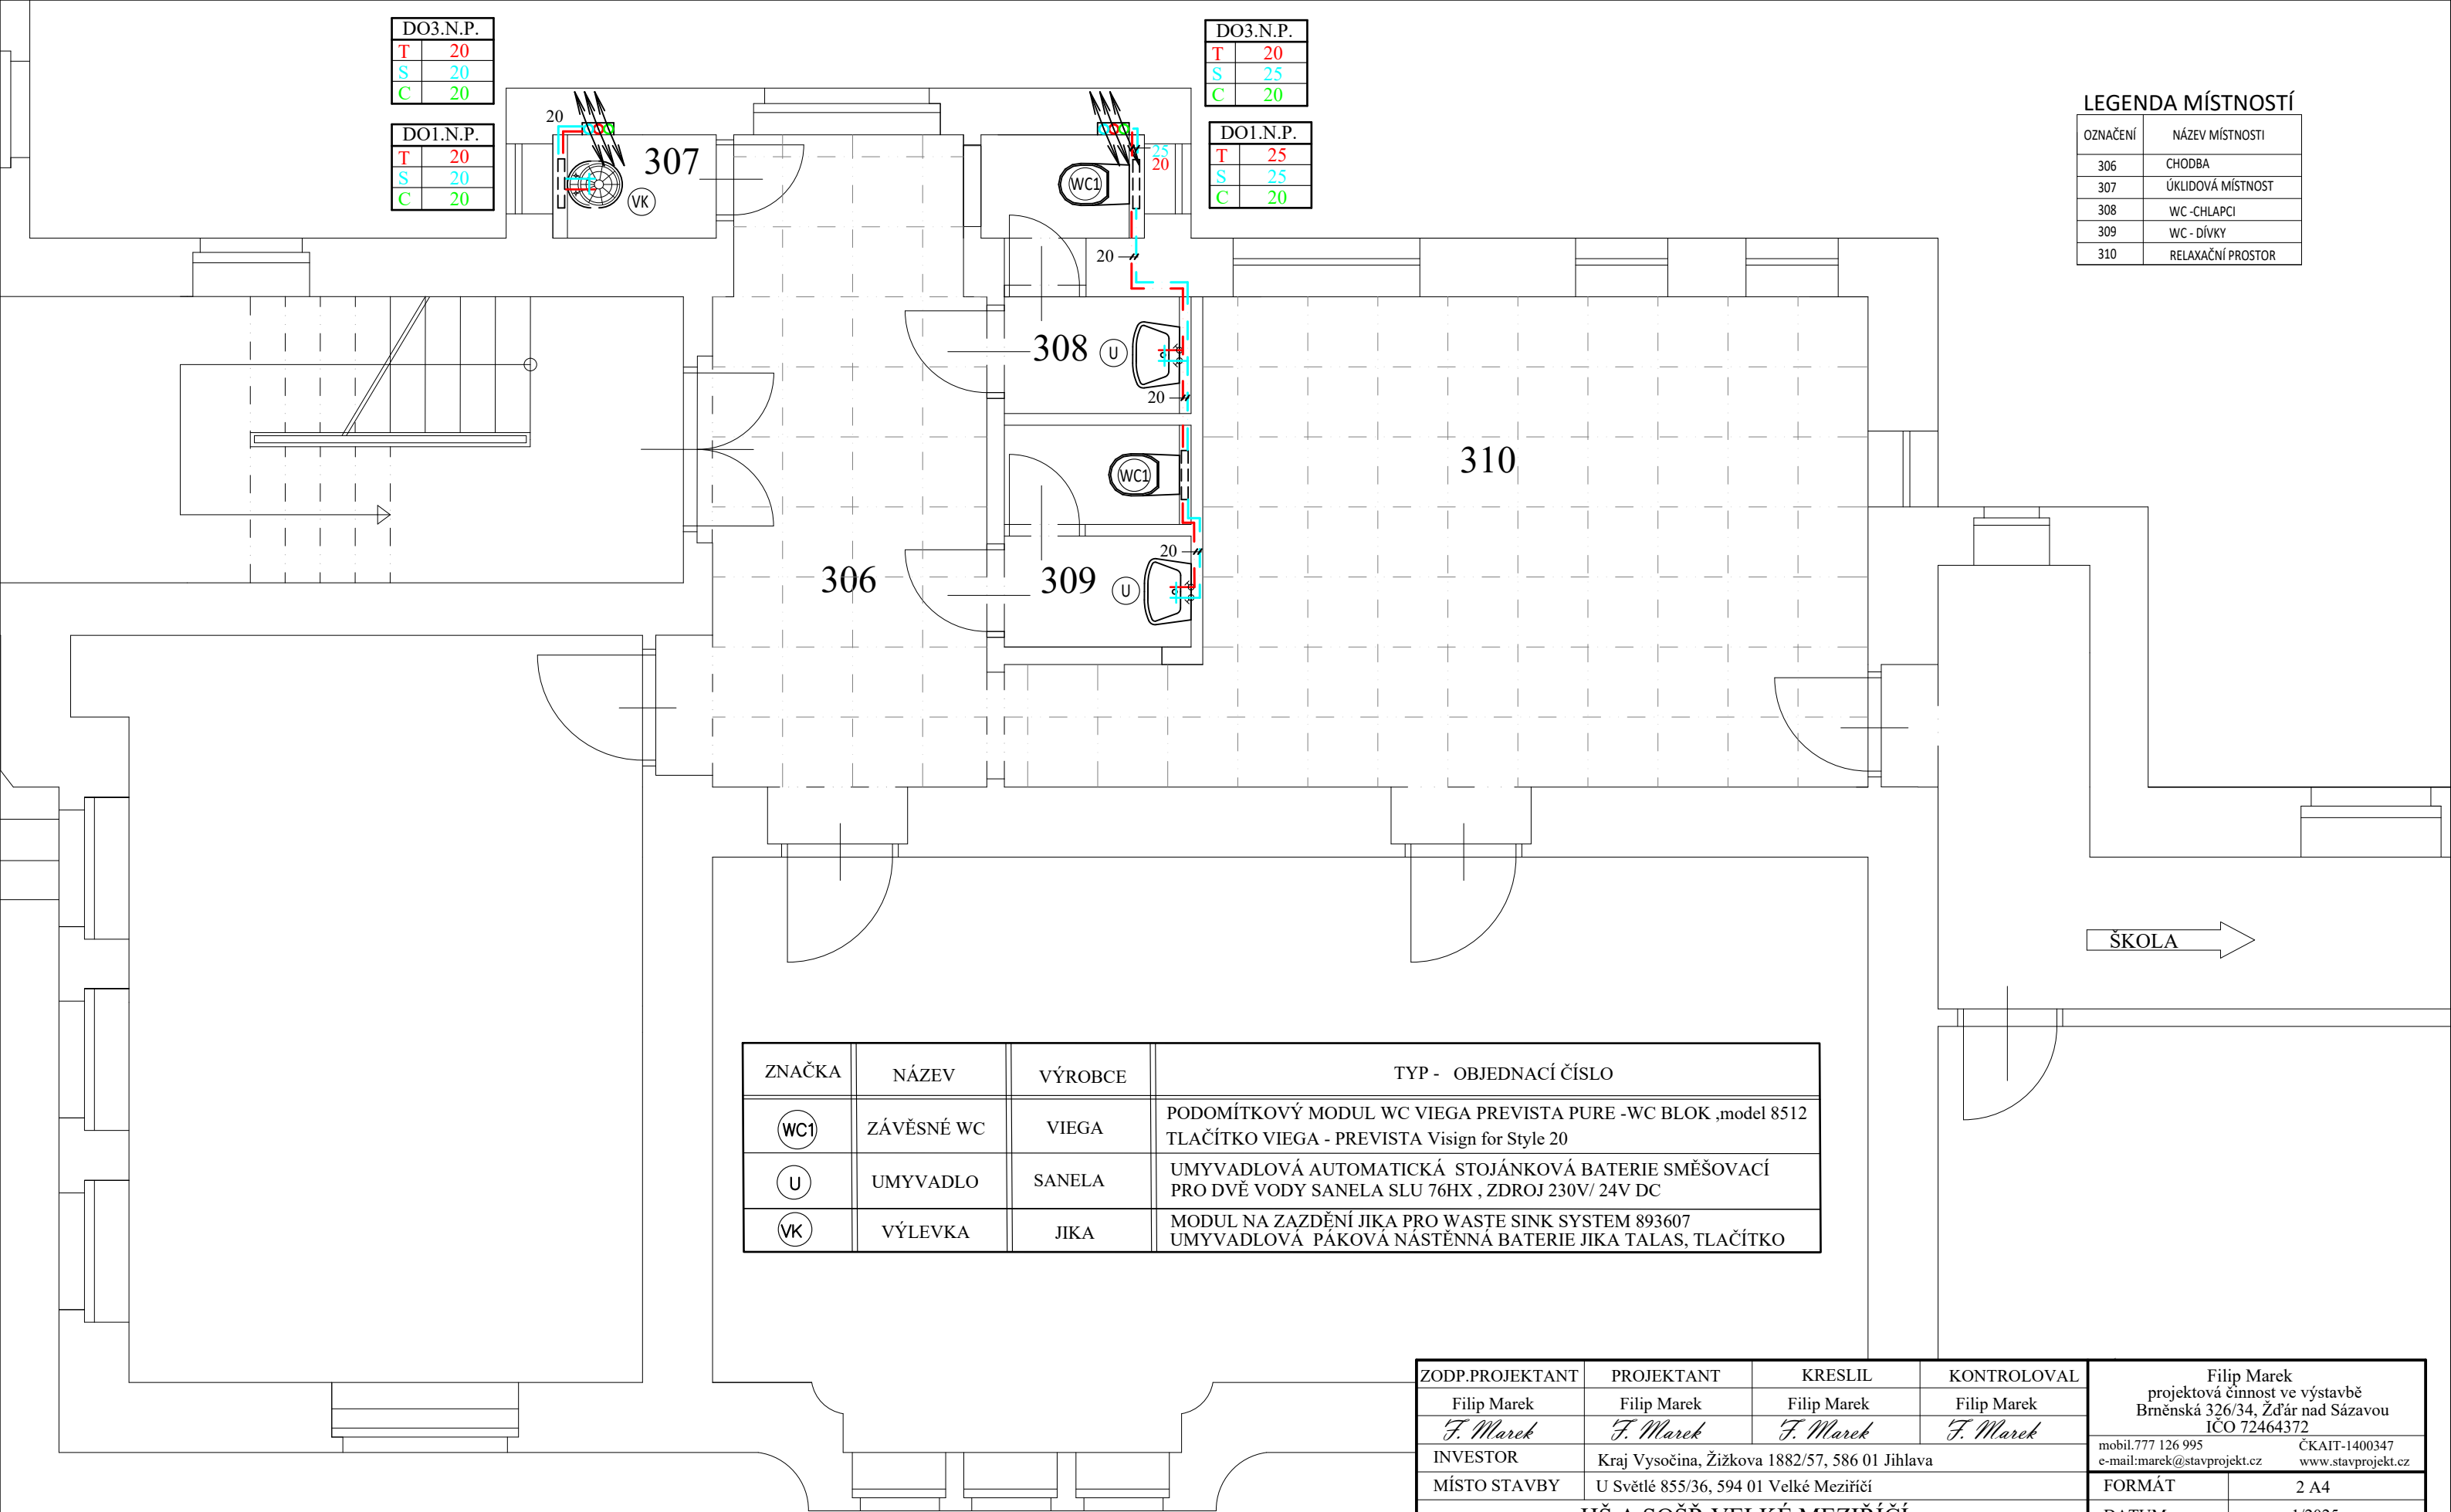 DO3.N.P.
T 20
S 20
C 20
DO1.N.P.
T 20
S 20
C 20
DO3.N.P.
T 20
S 25
C 20
DO1.N.P.
T 25
S 25
C 20
LEGENDA MÍSTNOSTÍ
OZNAČENÍ NÁZEV MÍSTNOSTI
306 CHODBA
307 ÚKLIDOVÁ MÍSTNOST
308 WC -CHLAPCI
309 WC - DÍVKY
310 RELAXAČNÍ PROSTOR
20
307
VK
WC1
25
20
20
308
U
20
WC1
310
20
306
309
U
ŠKOLA
ZNAČKA NÁZEV VÝROBCE TYP - OBJEDNACÍ ČÍSLO
WC1 ZÁVĚSNÉ WC VIEGA PODOMÍTKOVÝ MODUL WC VIEGA PREVISTA PURE -WC BLOK ,model 8512
TLAČÍTKO VIEGA - PREVISTA Visign for Style 20
U UMYVADLO SANELA UMYVADLOVÁ AUTOMATICKÁ STOJÁNKOVÁ BATERIE SMĚŠOVACÍ
PRO DVĚ VODY SANELA SLU 76HX , ZDROJ 230V/ 24V DC
VK VÝLEVKA JIKA MODUL NA ZAZDĚNÍ JIKA PRO WASTE SINK SYSTEM 893607
UMYVADLOVÁ PÁKOVÁ NÁSTĚNNÁ BATERIE JIKA TALAS, TLAČÍTKO
ZODP.PROJEKTANT PROJEKTANT KRESLIL KONTROLOVAL
Filip Marek Filip Marek Filip Marek Filip Marek
F. Marek F. Marek F. Marek F. Marek
INVESTOR Kraj Vysočina, Žižkova 1882/57, 586 01 Jihlava
MÍSTO STAVBY U Světlé 855/36, 594 01 Velké Meziříčí
HŠ A SOŠŘ VELKÉ MEZIŘÍČÍ
Filip Marek
projektová činnost ve výstavbě
Brněnská 326/34, Žďár nad Sázavou
IČO 72464372
mobil.777 126 995 ČKAIT-1400347
e-mail:marek@stavprojekt.cz www.stavprojekt.cz
FORMÁT 2 A4
DATUM 1/2025